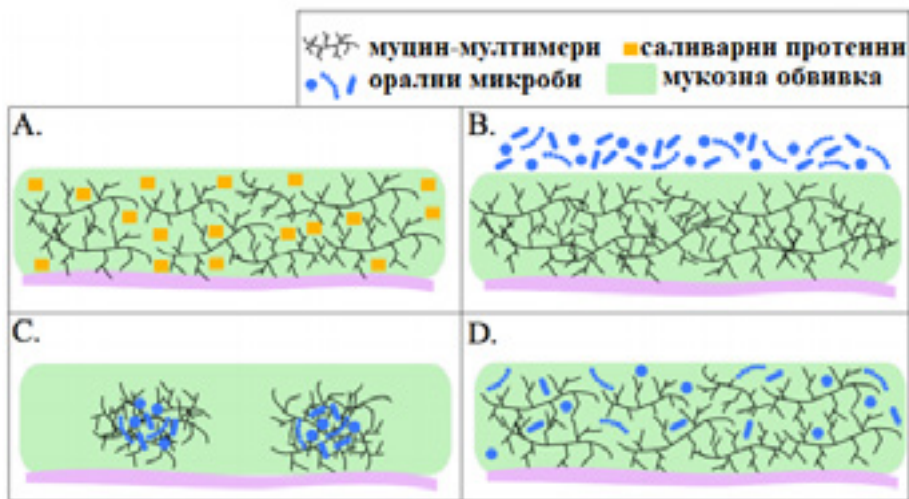 муцин-мултимери саливарни протеини
орални микроби мукозна обвивка
A.
B.
C.
D.